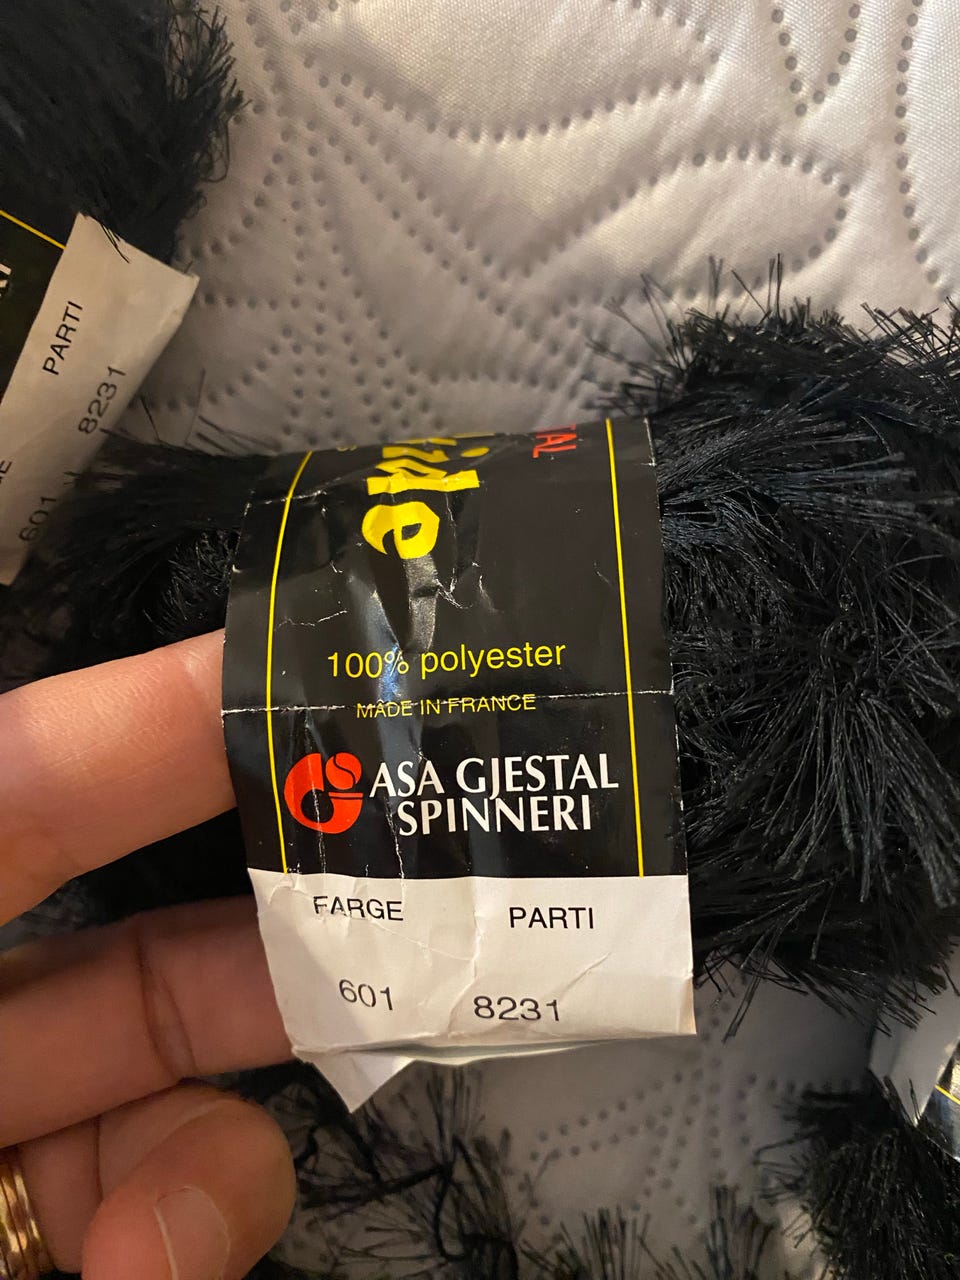 100% polyester
MADE IN FRANCE
ASA GJESTAL
SPINNERI
FARGE PARTI
601 8231
PARTI
601 8231